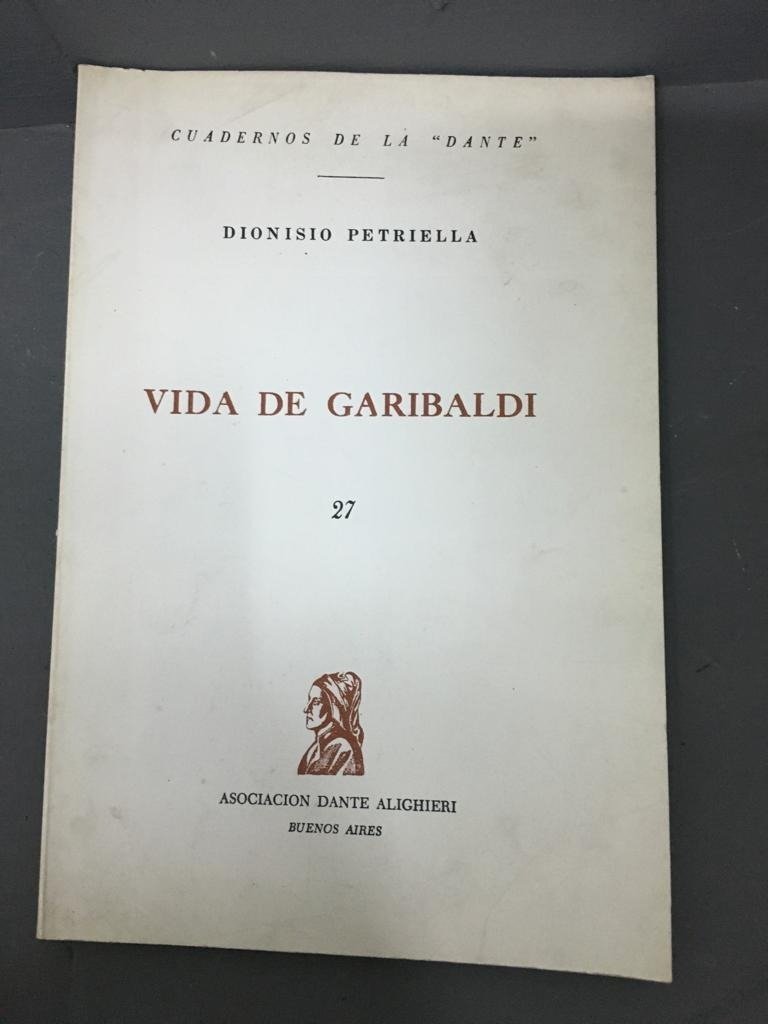 CUADERNOS DE LA "DANTE"
DIONISIO PETRIELLA
VIDA DE GARIBALDI
27
ASOCIACION DANTE ALIGHIERI
BUENOS AIRES